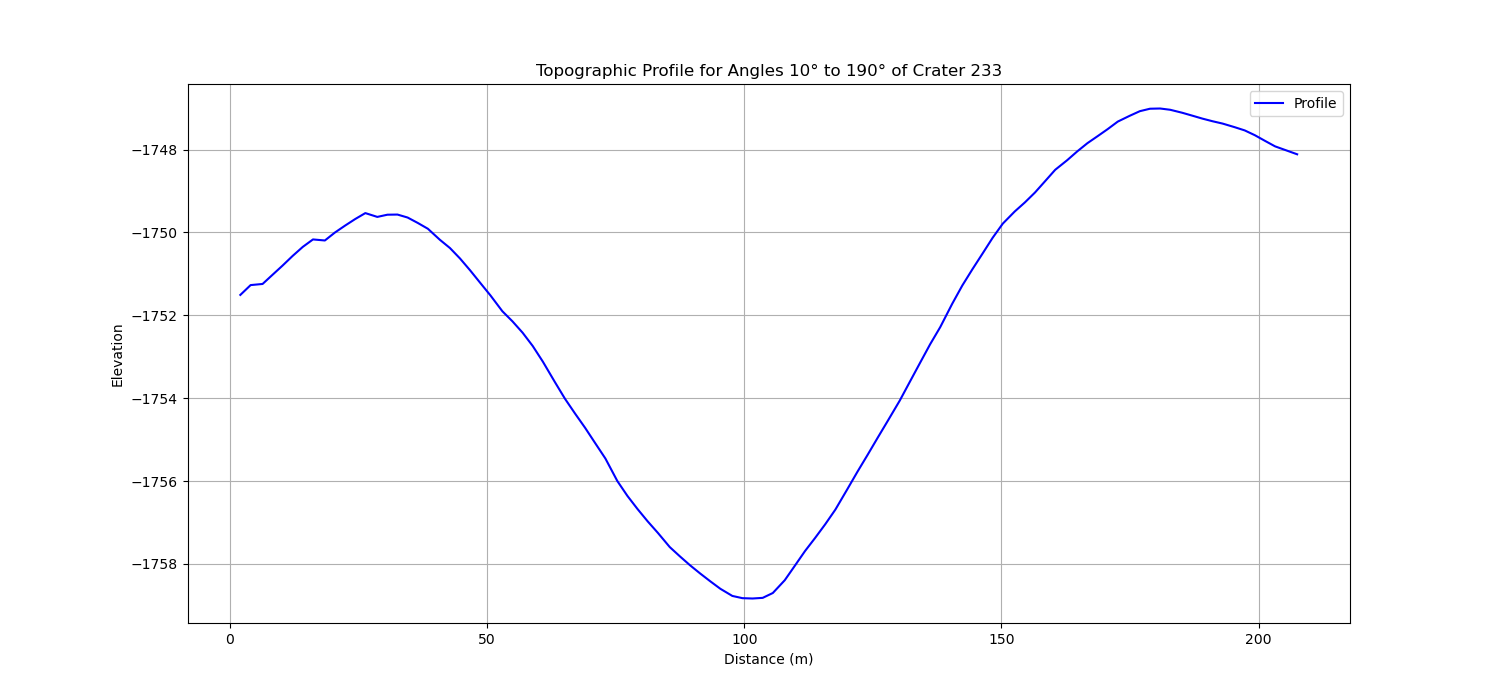 Topographic Profile for Angles 10° to 190° of Crater 233
Profile
−1748
−1750
−1752
−1754
−1756
−1758
Elevation
0 50 100 150 200
Distance (m)